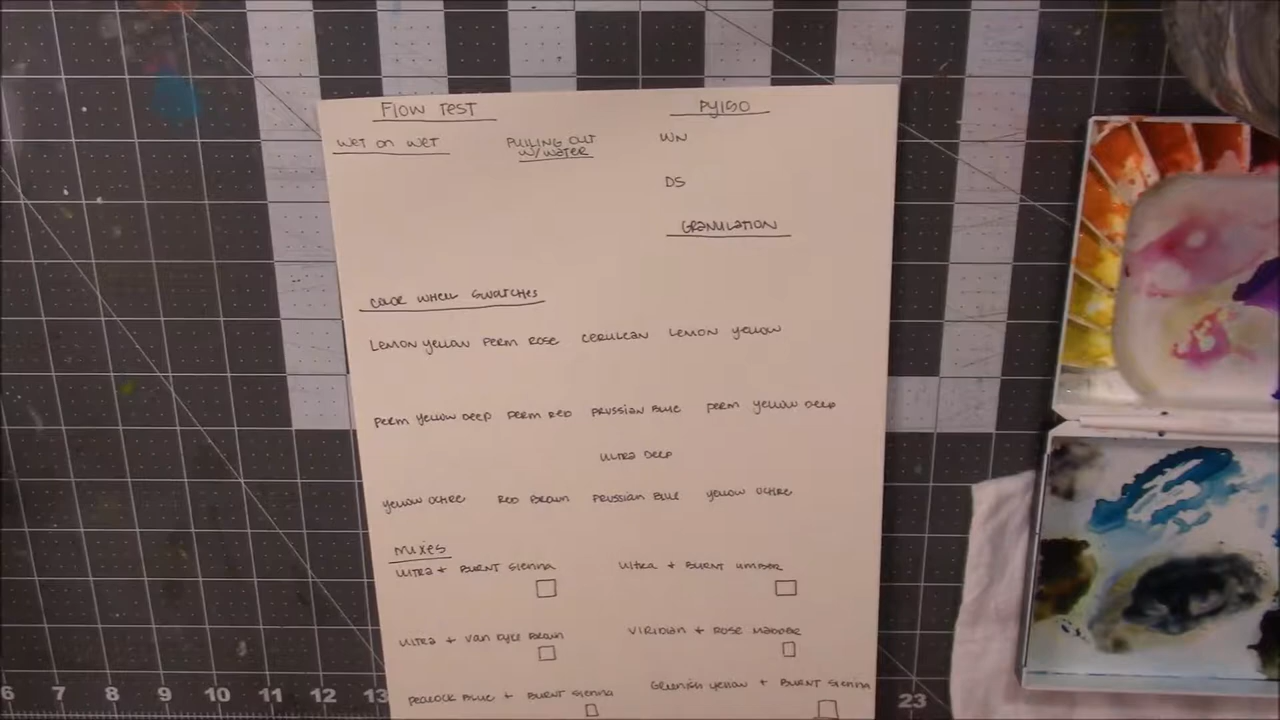 FLOW TEST
PY150
WET ON WET
PULLING OUT
W/WATER
WN
DS
GRANULATION
COLOR WHEEL SWATCHES
LEMON YELLOW PERM ROSE CERULEAN LEMON YELLOW
PERM YELLOW DEEP PERM RED PRUSSIAN BLUE PERM YELLOW DEEP
ULTRA DEEP
YELLOW OCHRE RED BROWN PRUSSIAN BLUE YELLOW OCHRE
MIXES
ULTRA + BURNT SIENNA
ULTRA + BURNT UMBER
ULTRA + VAN DYCK BROWN
VIRIDIAN + ROSE MADDER
PEACOCK BLUE + BURNT SIENNA
GREENISH YELLOW + BURNT SIENNA
6 7 8 9 10 11 12 13 23